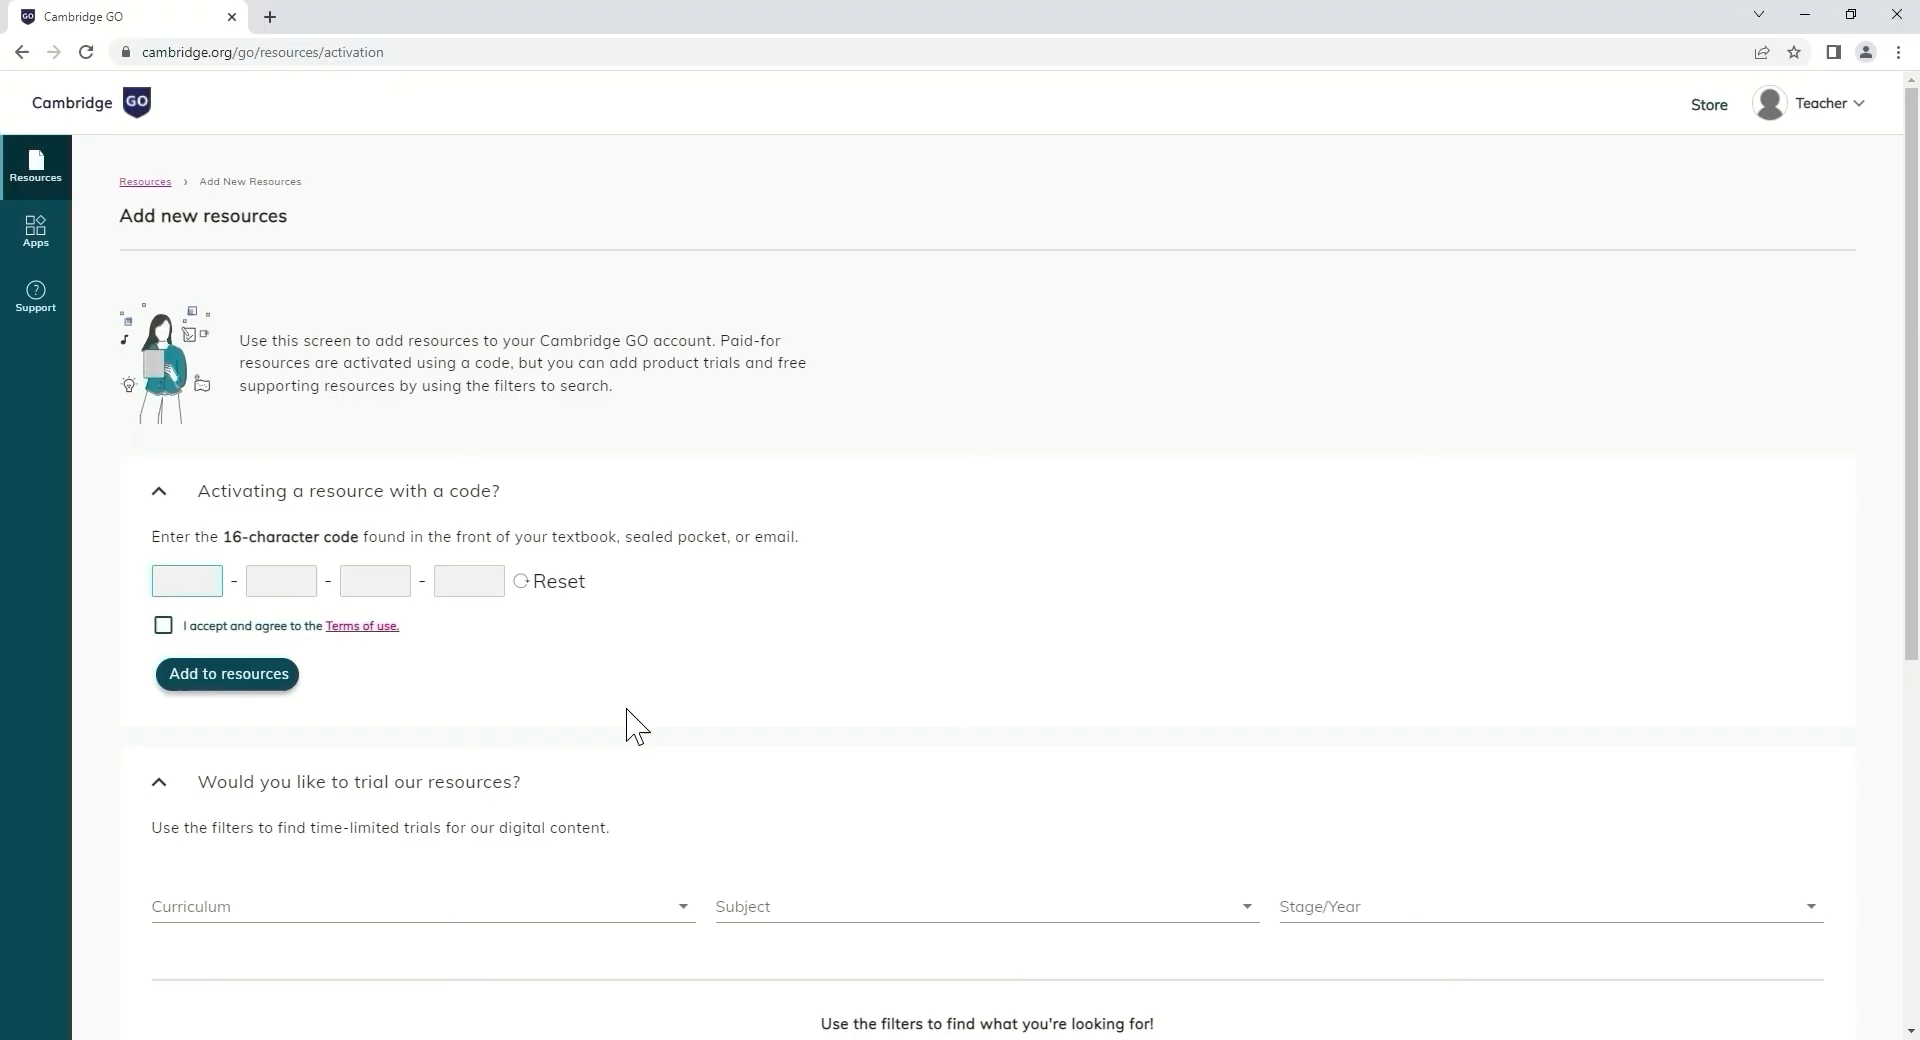 GO Cambridge GO
cambridge.org/go/resources/activation
Cambridge GO
Store
Teacher
Resources
Apps
Support
Resources › Add New Resources
Add new resources
Use this screen to add resources to your Cambridge GO account. Paid-for
resources are activated using a code, but you can add product trials and free
supporting resources by using the filters to search.
Activating a resource with a code?
Enter the 16-character code found in the front of your textbook, sealed pocket, or email.
- - - Reset
I accept and agree to the Terms of use.
Add to resources
Would you like to trial our resources?
Use the filters to find time-limited trials for our digital content.
Curriculum
Subject
Stage/Year
Use the filters to find what you're looking for!